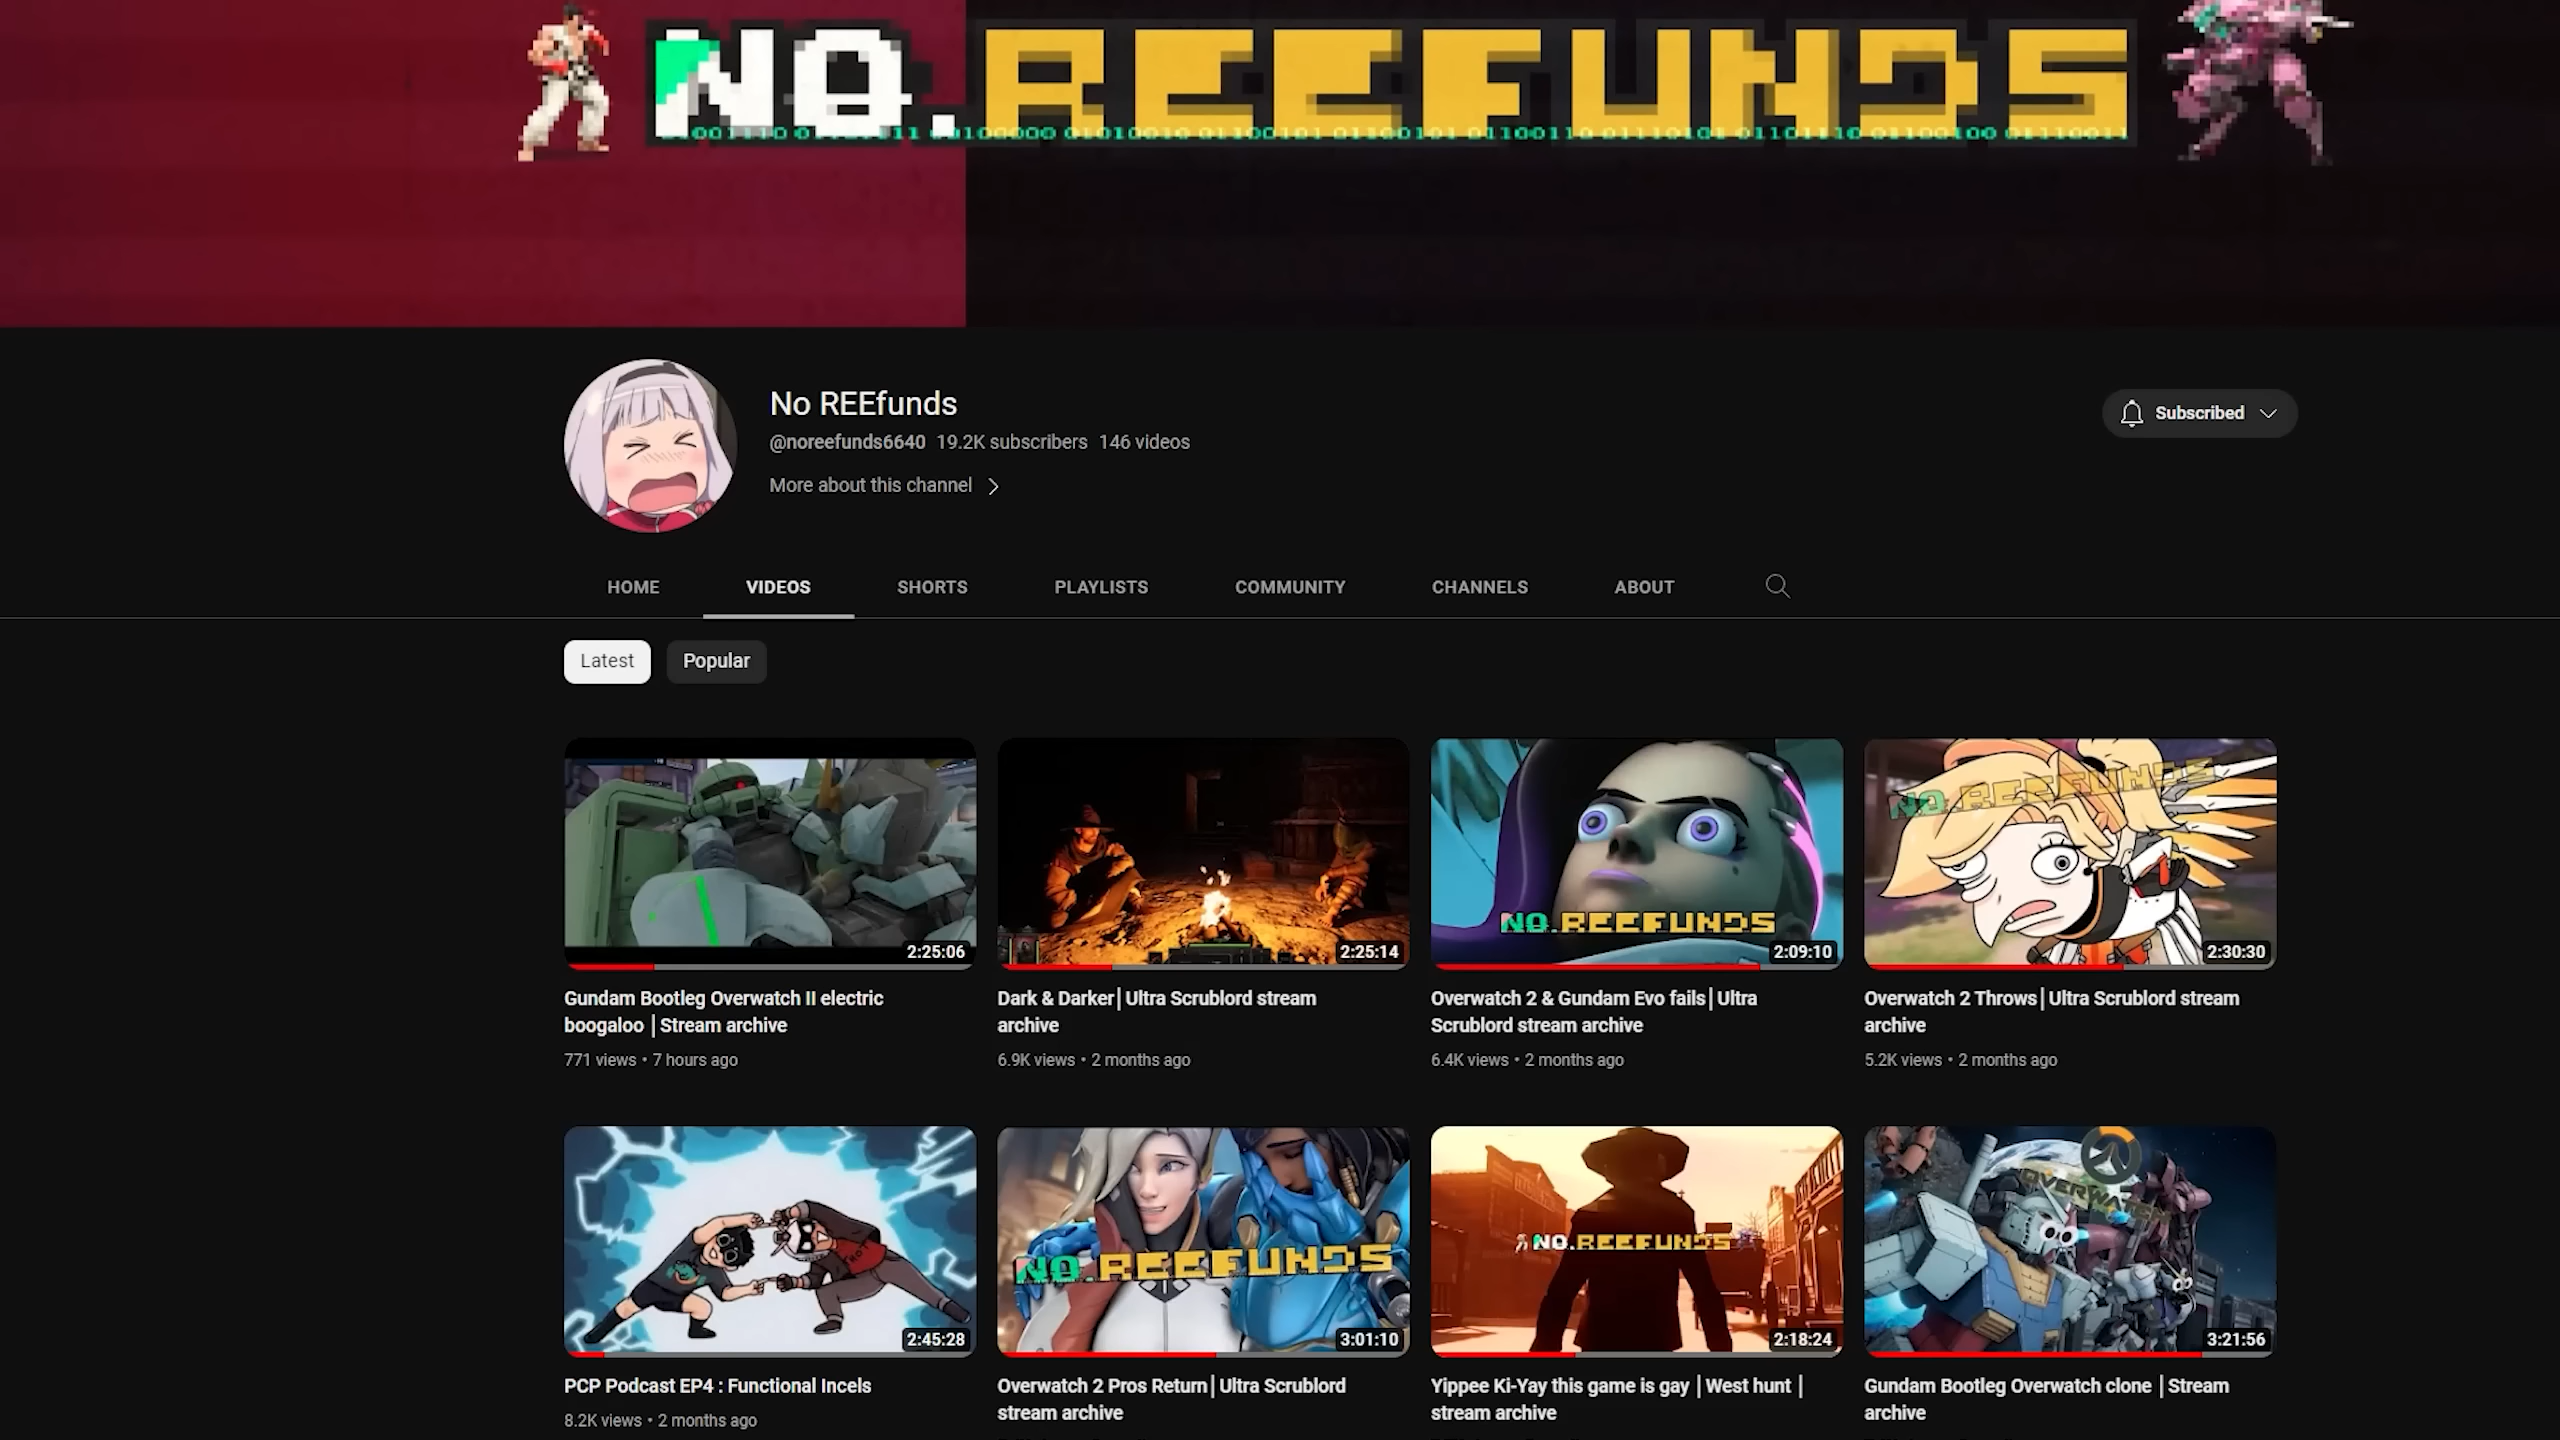 NO.REEFUNDS
No REEfunds
@noreefunds6640 19.2K subscribers 146 videos
More about this channel
Subscribed
HOME VIDEOS SHORTS PLAYLISTS COMMUNITY CHANNELS ABOUT
Latest Popular
NO.REEFUNDS
NO.REEFUNDS
2:25:06 2:25:14 2:09:10 2:30:30
Gundam Bootleg Overwatch II electric
boogaloo | Stream archive
771 views • 7 hours ago
Dark & Darker | Ultra Scrublord stream
archive
6.9K views • 2 months ago
Overwatch 2 & Gundam Evo fails | Ultra
Scrublord stream archive
6.4K views • 2 months ago
Overwatch 2 Throws | Ultra Scrublord stream
archive
5.2K views • 2 months ago
OVERWATCH
NO.REEFUNDS
NO.REEFUNDS
2:45:28 3:01:10 2:18:24 3:21:56
PCP Podcast EP4 : Functional Incels
8.2K views • 2 months ago
Overwatch 2 Pros Return | Ultra Scrublord
stream archive
Yippee Ki-Yay this game is gay | West hunt |
stream archive
Gundam Bootleg Overwatch clone | Stream
archive